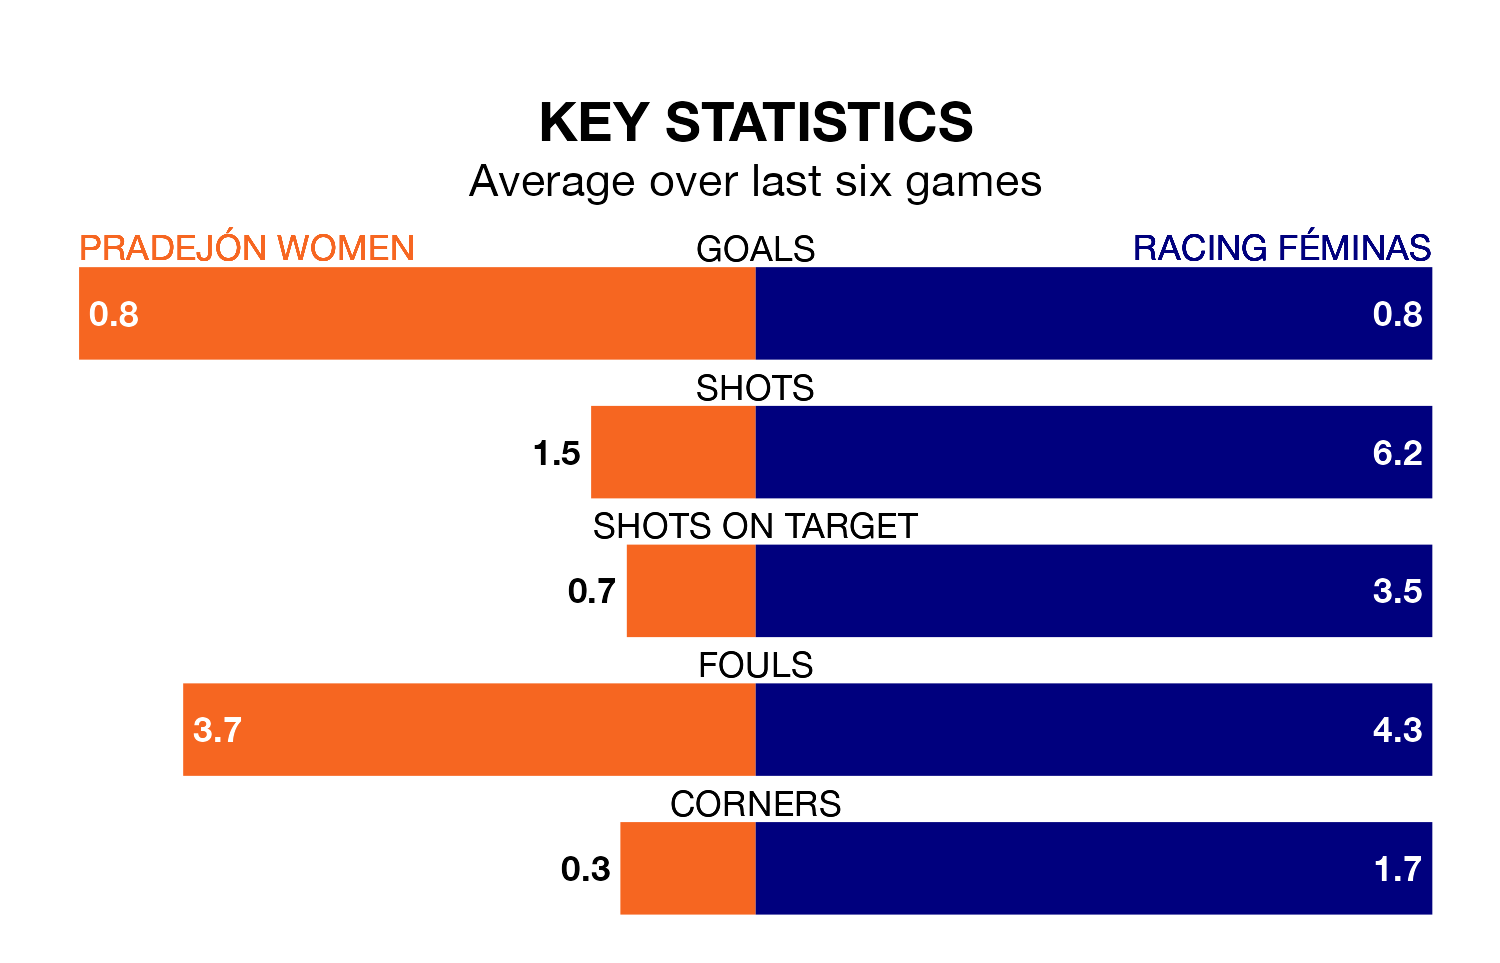 KEY STATISTICS
Average over last six games
PRADEJÓN WOMEN GOALS RACING FÉMINAS
0.8 0.8
SHOTS
1.5 6.2
SHOTS ON TARGET
0.7 3.5
FOULS
3.7 4.3
CORNERS
0.3 1.7